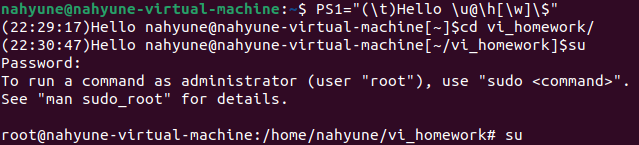 nahyune@nahyune-virtual-machine:~$ PS1="(\t)Hello \u@\h[\w]\$"
(22:29:17)Hello nahyune@nahyune-virtual-machine[~]$cd vi_homework/
(22:30:47)Hello nahyune@nahyune-virtual-machine[~/vi_homework]$su
Password:
To run a command as administrator (user "root"), use "sudo <command>".
See "man sudo_root" for details.
root@nahyune-virtual-machine:/home/nahyune/vi_homework# su